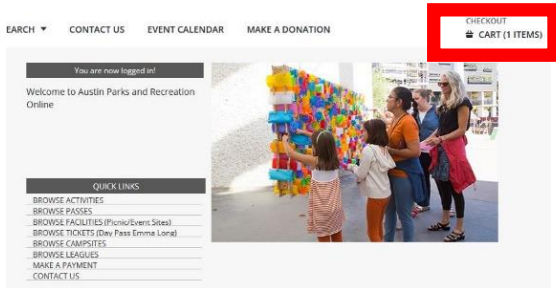 EARCH ▼ CONTACT US EVENT CALENDAR MAKE A DONATION
CHECKOUT
CART (1 ITEMS)
You are now logged in!
Welcome to Austin Parks and Recreation
Online
QUICK LINKS
BROWSE ACTIVITIES
BROWSE PASSES
BROWSE FACILITIES (Picnic/Event Sites)
BROWSE TICKETS (Day Pass Emma Long)
BROWSE CAMPSITES
BROWSE LEAGUES
MAKE A PAYMENT
CONTACT US